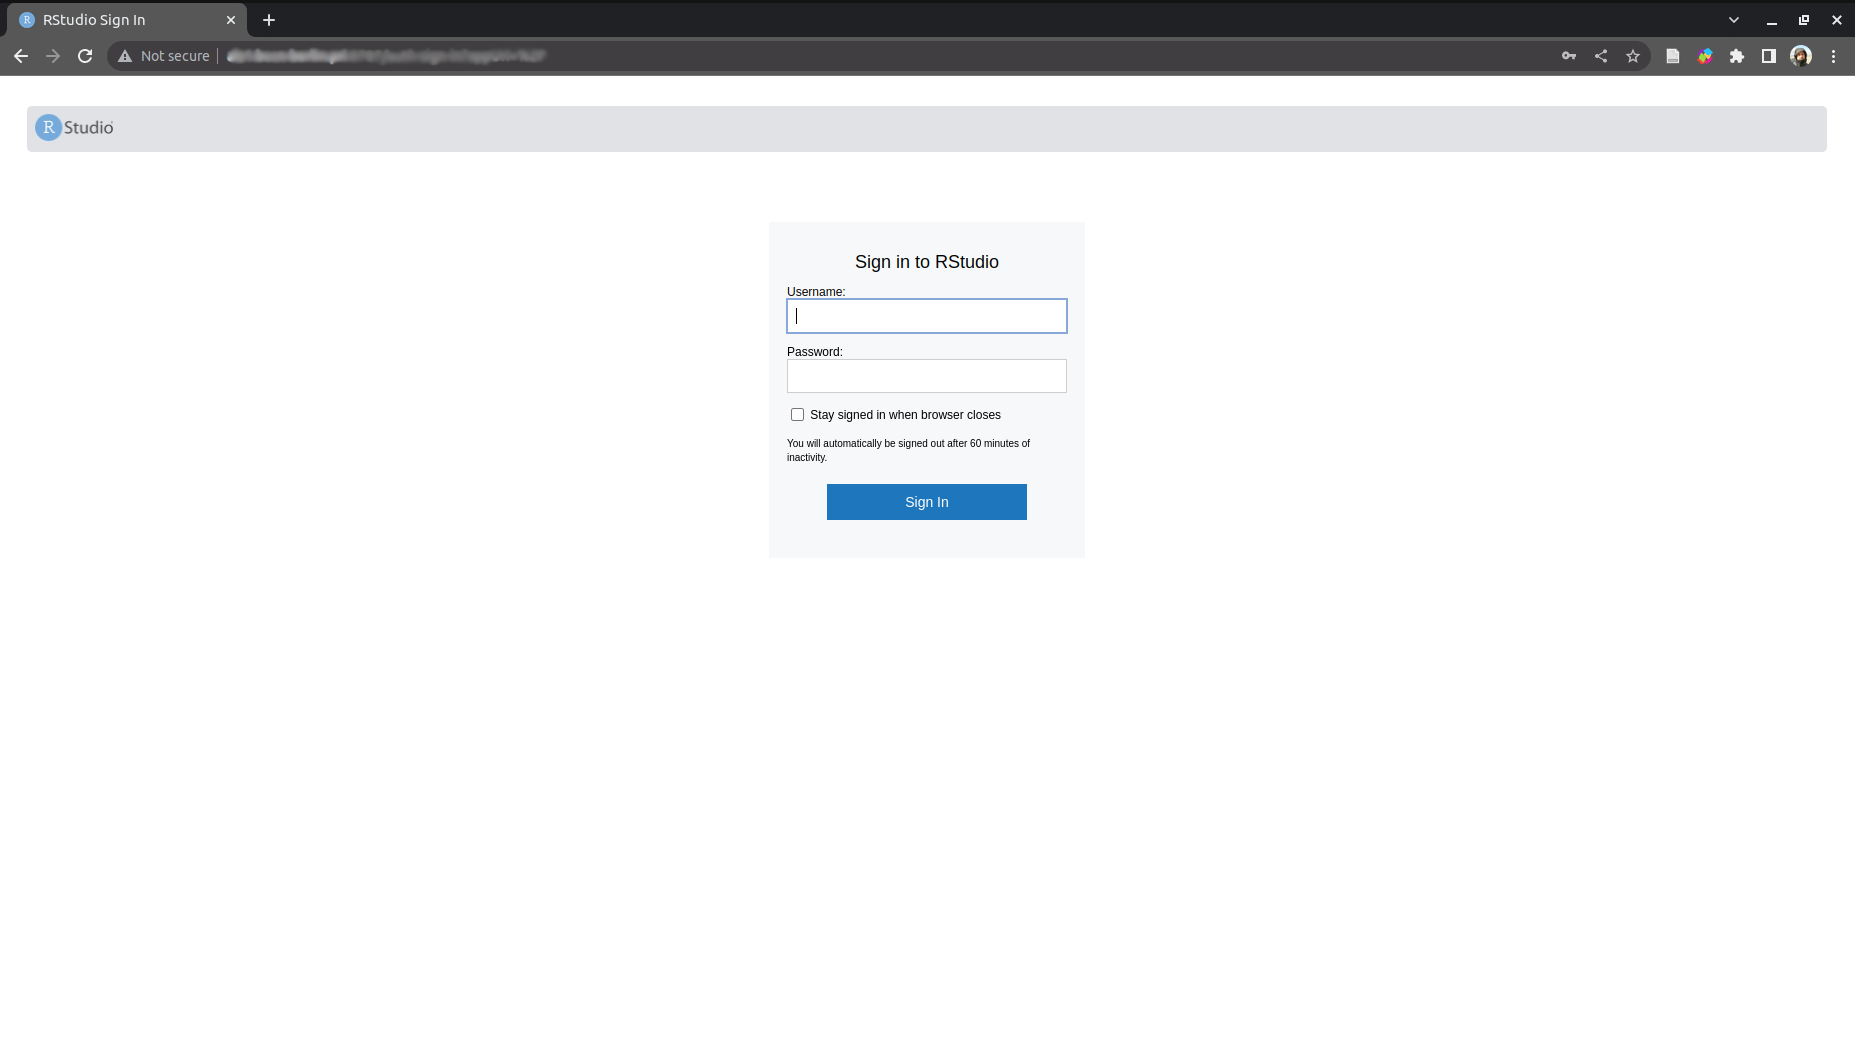 RStudio Sign In
Not secure
R Studio
Sign in to RStudio
Username:
Password:
Stay signed in when browser closes
You will automatically be signed out after 60 minutes of
inactivity.
Sign In